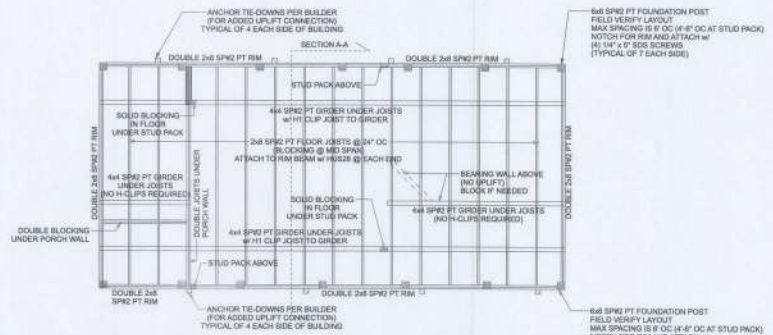 ANCHOR TIE-DOWNS PER BUILDER
(FOR ADDED UPLIFT CONNECTION)
TYPICAL OF 4 EACH SIDE OF BUILDING
6x6 SP#2 PT FOUNDATION POST
FIELD VERIFY LAYOUT
MAX SPACING IS 6' OC (4'-6" OC AT STUD PACK)
NOTCH FOR RIM AND ATTACH w/
(4) 1/4" x 6" SDS SCREWS
(TYPICAL OF 7 EACH SIDE)
SECTION A-A
DOUBLE 2x8 SP#2 PT RIM
DOUBLE 2x8 SP#2 PT RIM
STUD PACK ABOVE
SOLID BLOCKING
IN FLOOR
UNDER STUD PACK
4x4 SP#2 PT GIRDER UNDER JOISTS
w/ H1 CLIP JOIST TO GIRDER
2x8 SP#2 PT FLOOR JOISTS @ 24" OC
(BLOCKING @ MID SPAN)
ATTACH TO RIM BEAM w/ HUS28 @ EACH END
DOUBLE 2x8 SP#2 PT RIM
4x4 SP#2 PT GIRDER
UNDER JOISTS
(NO H-CLIPS REQUIRED)
DOUBLE JOISTS UNDER
PORCH WALL
BEARING WALL ABOVE
(NO UPLIFT)
BLOCK IF NEEDED
DOUBLE 2x8 SP#2 PT RIM
SOLID BLOCKING
IN FLOOR
UNDER STUD PACK
4x4 SP#2 PT GIRDER UNDER JOISTS
(NO H-CLIPS REQUIRED)
DOUBLE BLOCKING
UNDER PORCH WALL
4x4 SP#2 PT GIRDER UNDER JOISTS
w/ H1 CLIP JOIST TO GIRDER
STUD PACK ABOVE
DOUBLE 2x8
SP#2 PT RIM
DOUBLE 2x8 SP#2 PT RIM
ANCHOR TIE-DOWNS PER BUILDER
(FOR ADDED UPLIFT CONNECTION)
TYPICAL OF 4 EACH SIDE OF BUILDING
6x6 SP#2 PT FOUNDATION POST
FIELD VERIFY LAYOUT
MAX SPACING IS 6' OC (4'-6" OC AT STUD PACK)